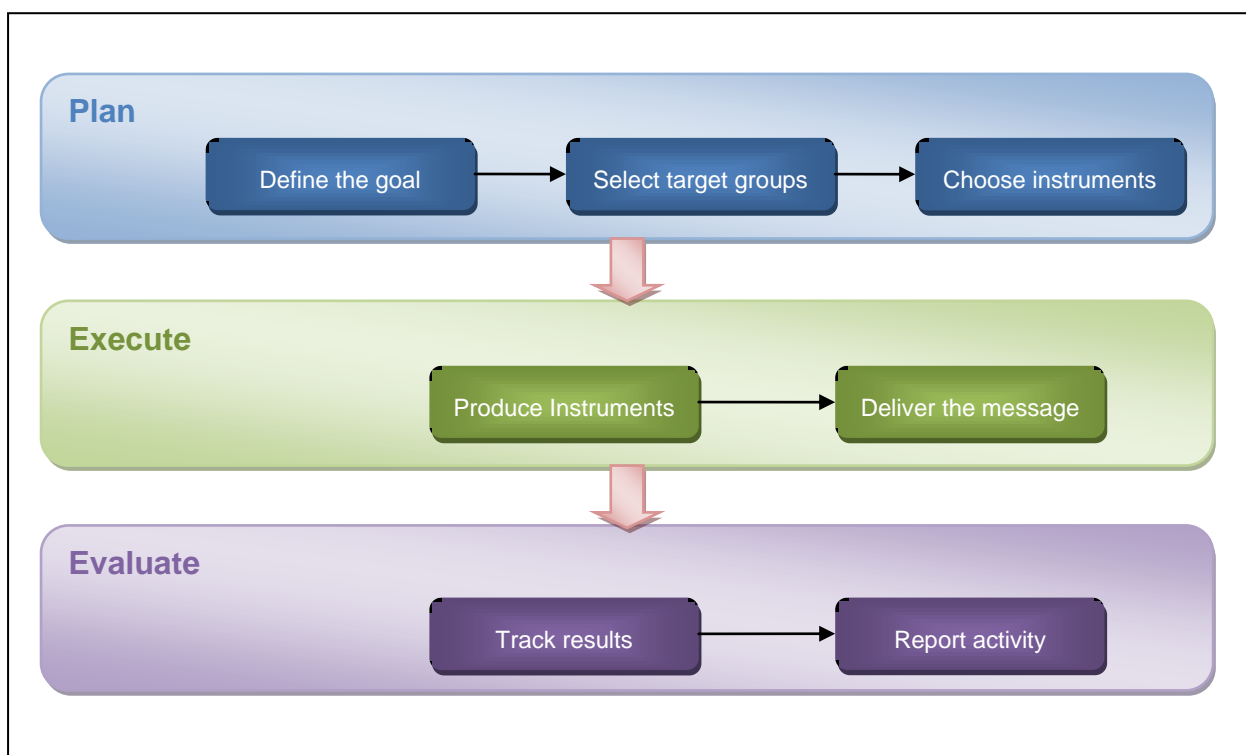 Plan
Define the goal
Select target groups
Choose instruments
Execute
Produce Instruments
Deliver the message
Evaluate
Track results
Report activity